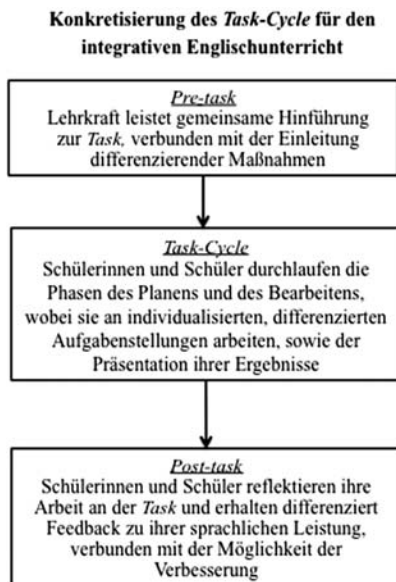 Konkretisierung des Task-Cycle für den
integrativen Englischunterricht
Pre-task
Lehrkraft leistet gemeinsame Hinführung
zur Task, verbunden mit der Einleitung
differenzierender Maßnahmen
Task-Cycle
Schülerinnen und Schüler durchlaufen die
Phasen des Planens und des Bearbeitens,
wobei sie an individualisierten, differenzierten
Aufgabenstellungen arbeiten, sowie der
Präsentation ihrer Ergebnisse
Post-task
Schülerinnen und Schüler reflektieren ihre
Arbeit an der Task und erhalten differenziert
Feedback zu ihrer sprachlichen Leistung,
verbunden mit der Möglichkeit der
Verbesserung